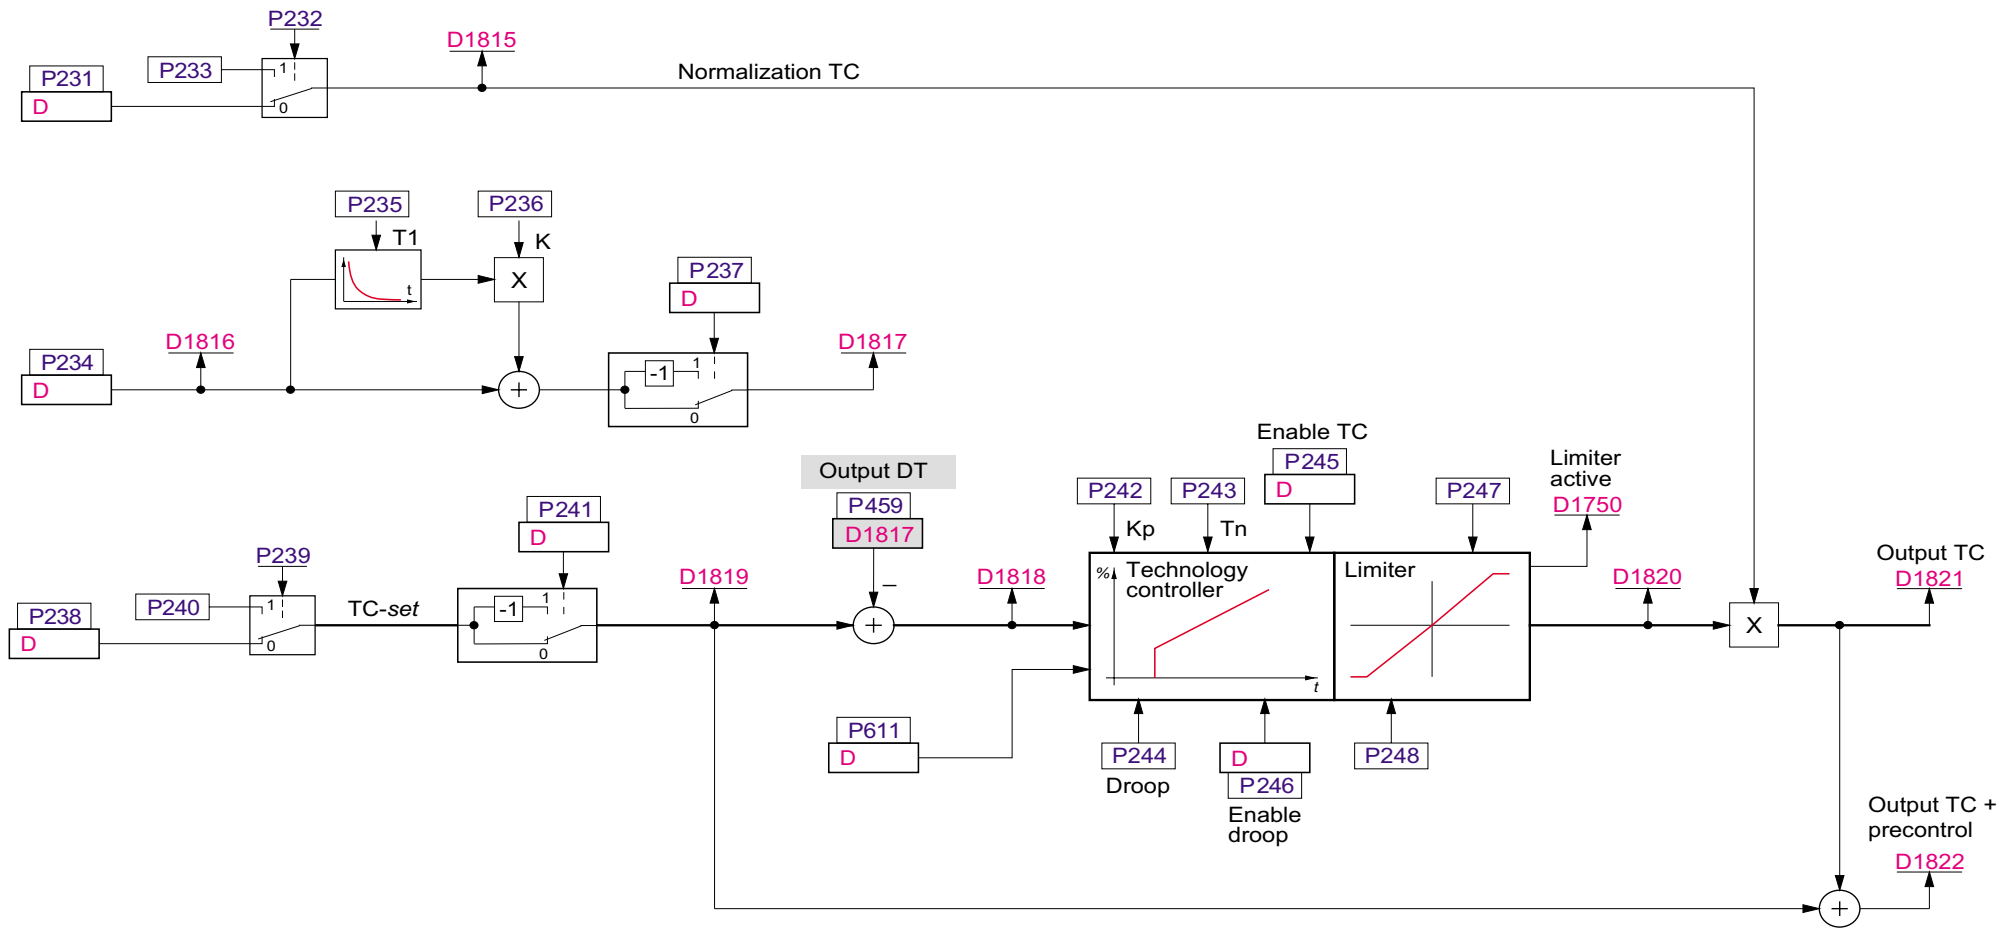 P232
D1815
P233
1
Normalization TC
P231
D
0
P235
P236
T1
K
P237
t
X
D
D1816
D1817
P234
D
+
-1
1
0
Enable TC
Output DT
P245
Limiter
active
P242
P243
D
P247
P241
P459
D1750
D
D1817
Kp
Tn
P239
D1819
–
D1818
%
Technology
controller
Limiter
D1820
Output TC
D1821
P240
1
TC-set
-1
1
P238
D
0
0
+
X
t
P611
D
P244
D
P248
Droop
P246
Enable
droop
Output TC +
precontrol
D1822
+